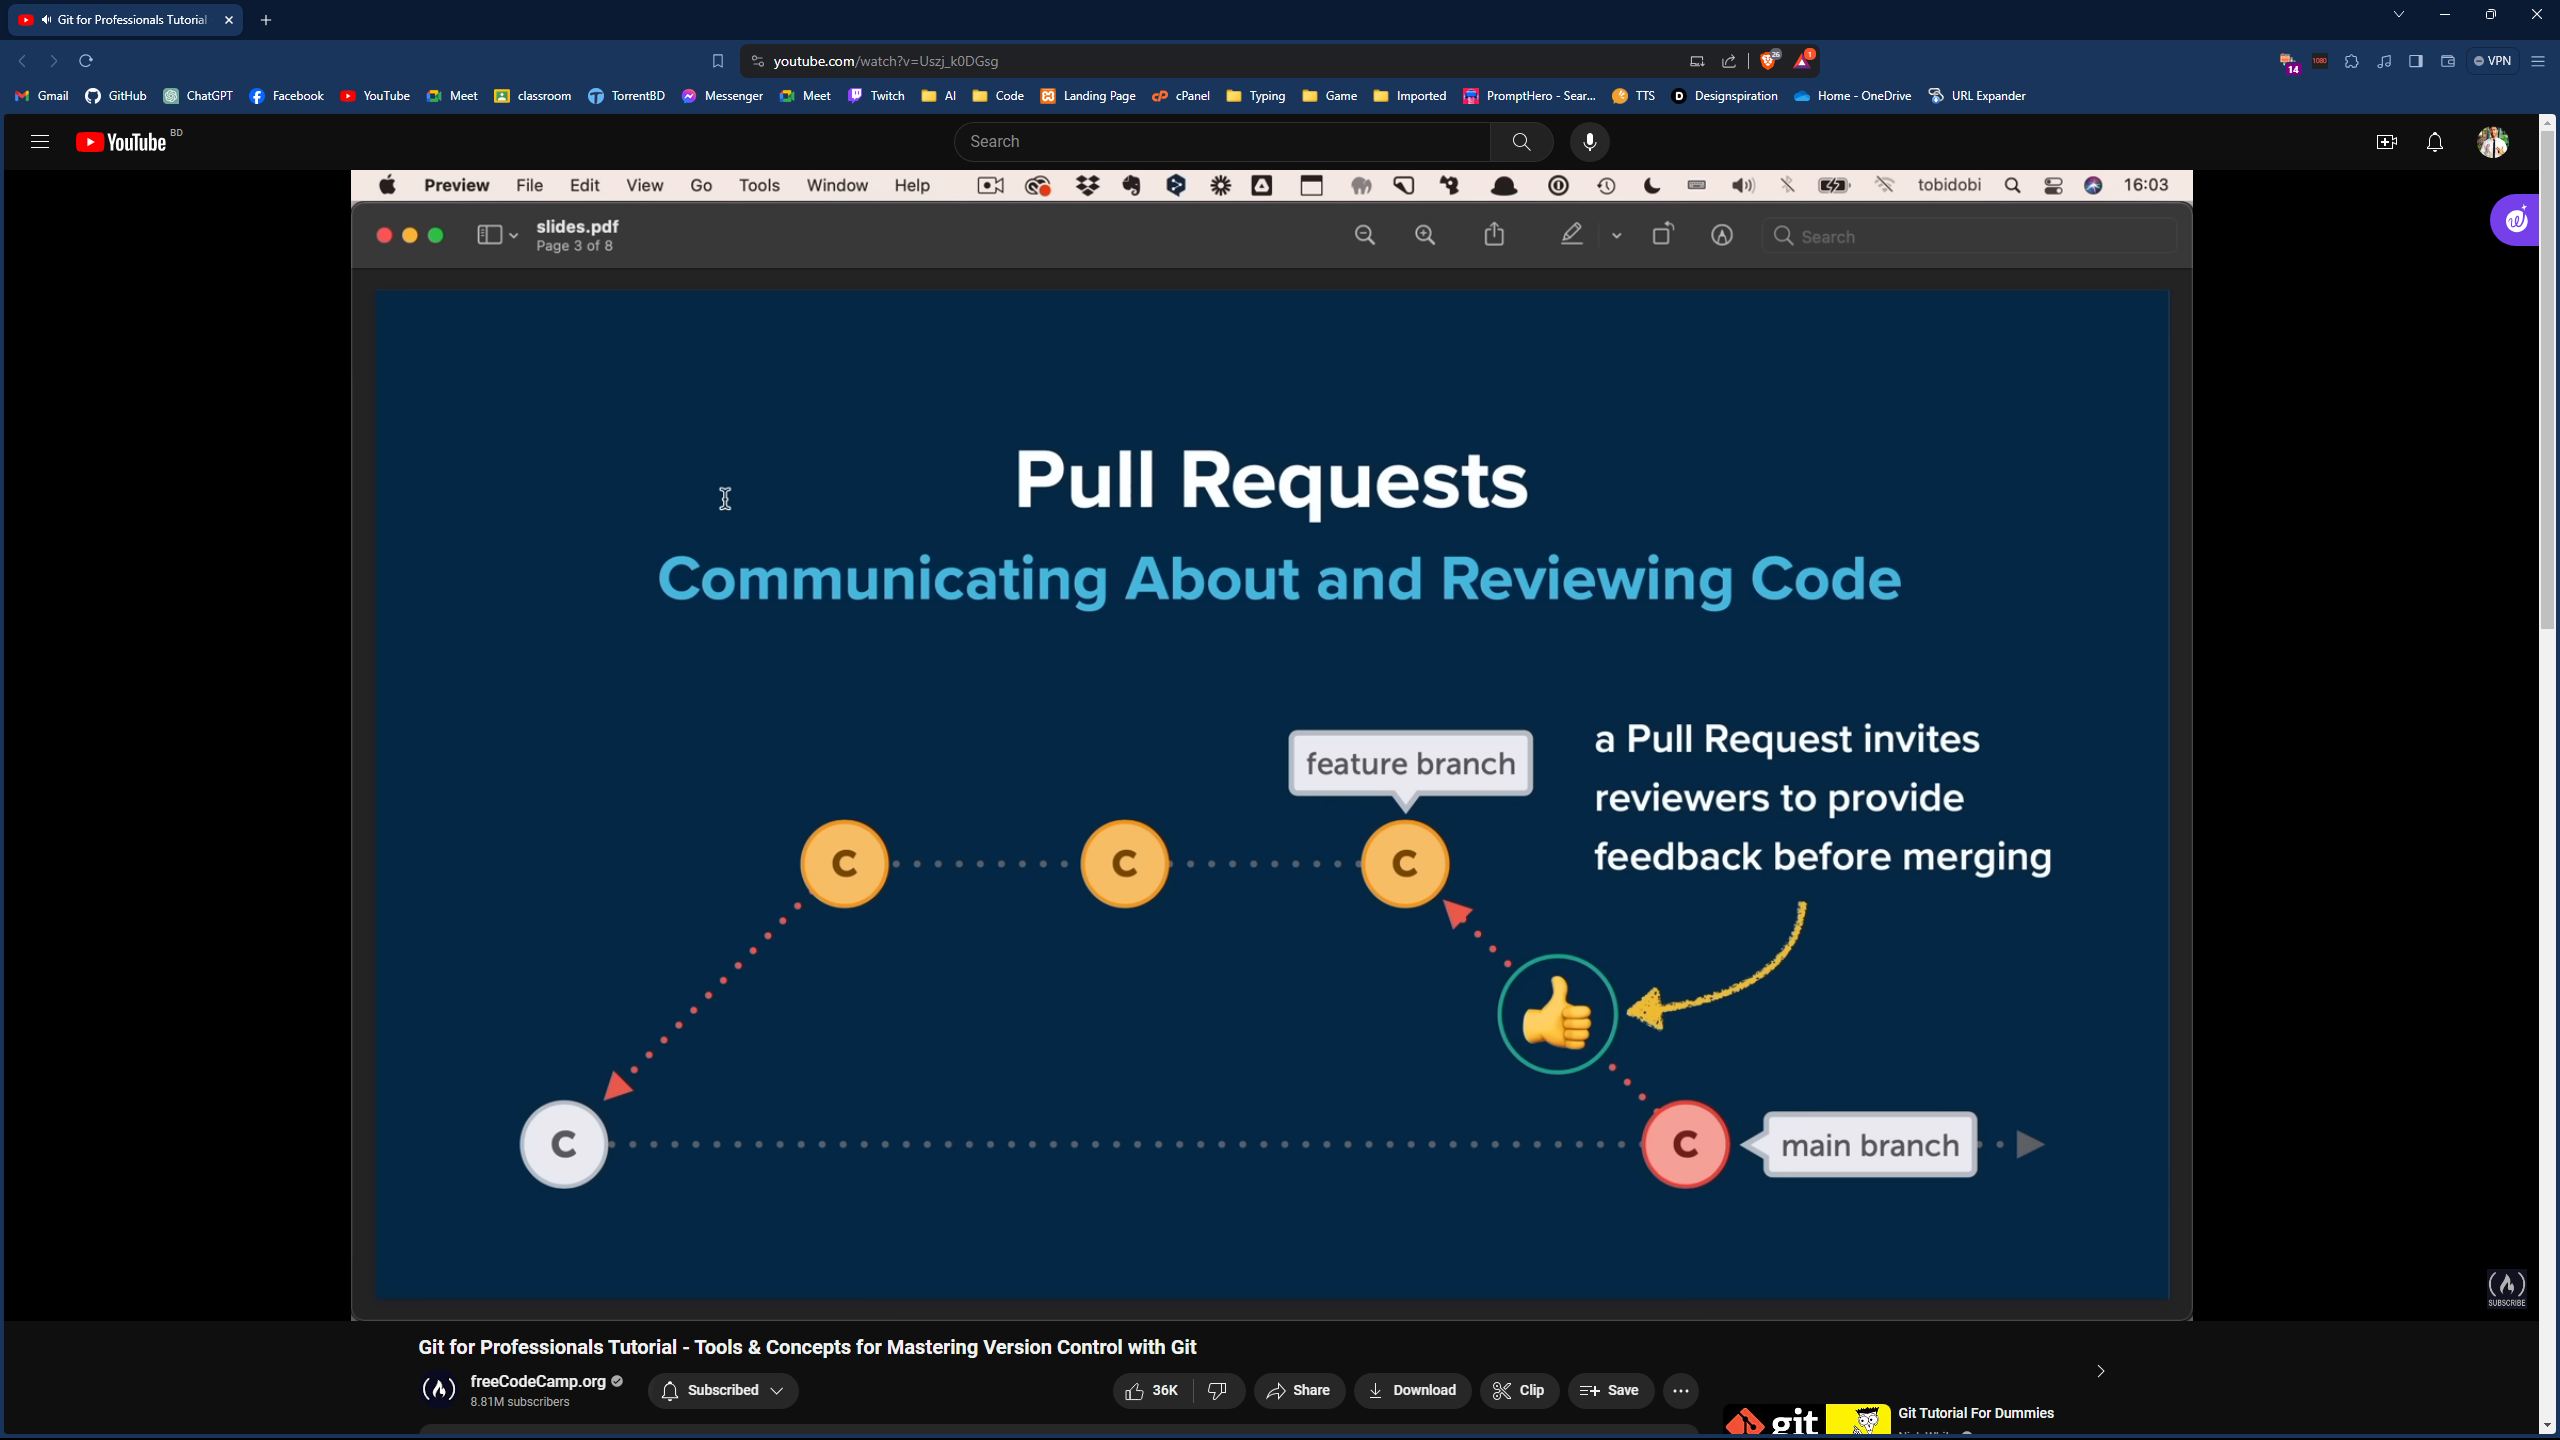 Git for Professionals Tutorial
youtube.com/watch?v=Uszj_k0DGsg
26
1
14
1080
VPN
Gmail GitHub ChatGPT Facebook YouTube Meet classroom TorrentBD Messenger Meet Twitch AI Code Landing Page cPanel Typing Game Imported PromptHero - Sear... TTS Designspiration Home - OneDrive URL Expander
YouTube BD
Search
Preview File Edit View Go Tools Window Help tobidobi 16:03
slides.pdf
Page 3 of 8
Search
Pull Requests
Communicating About and Reviewing Code
feature branch
a Pull Request invites
reviewers to provide
feedback before merging
C C C
C C main branch
SUBSCRIBE
Git for Professionals Tutorial - Tools & Concepts for Mastering Version Control with Git
freeCodeCamp.org
8.81M subscribers
Subscribed
36K Share Download Clip Save
git
Git Tutorial For Dummies